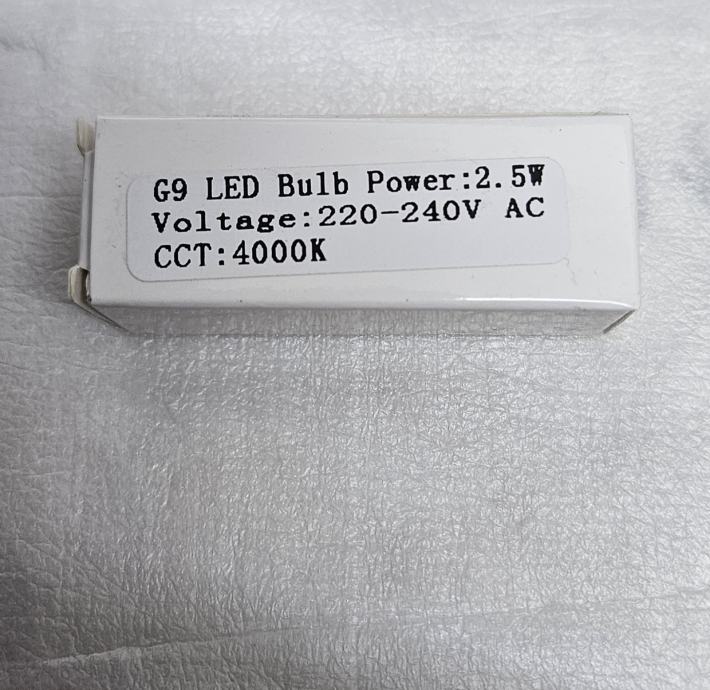 G9 LED Bulb Power:2.5W
Voltage:220-240V AC
CCT:4000K